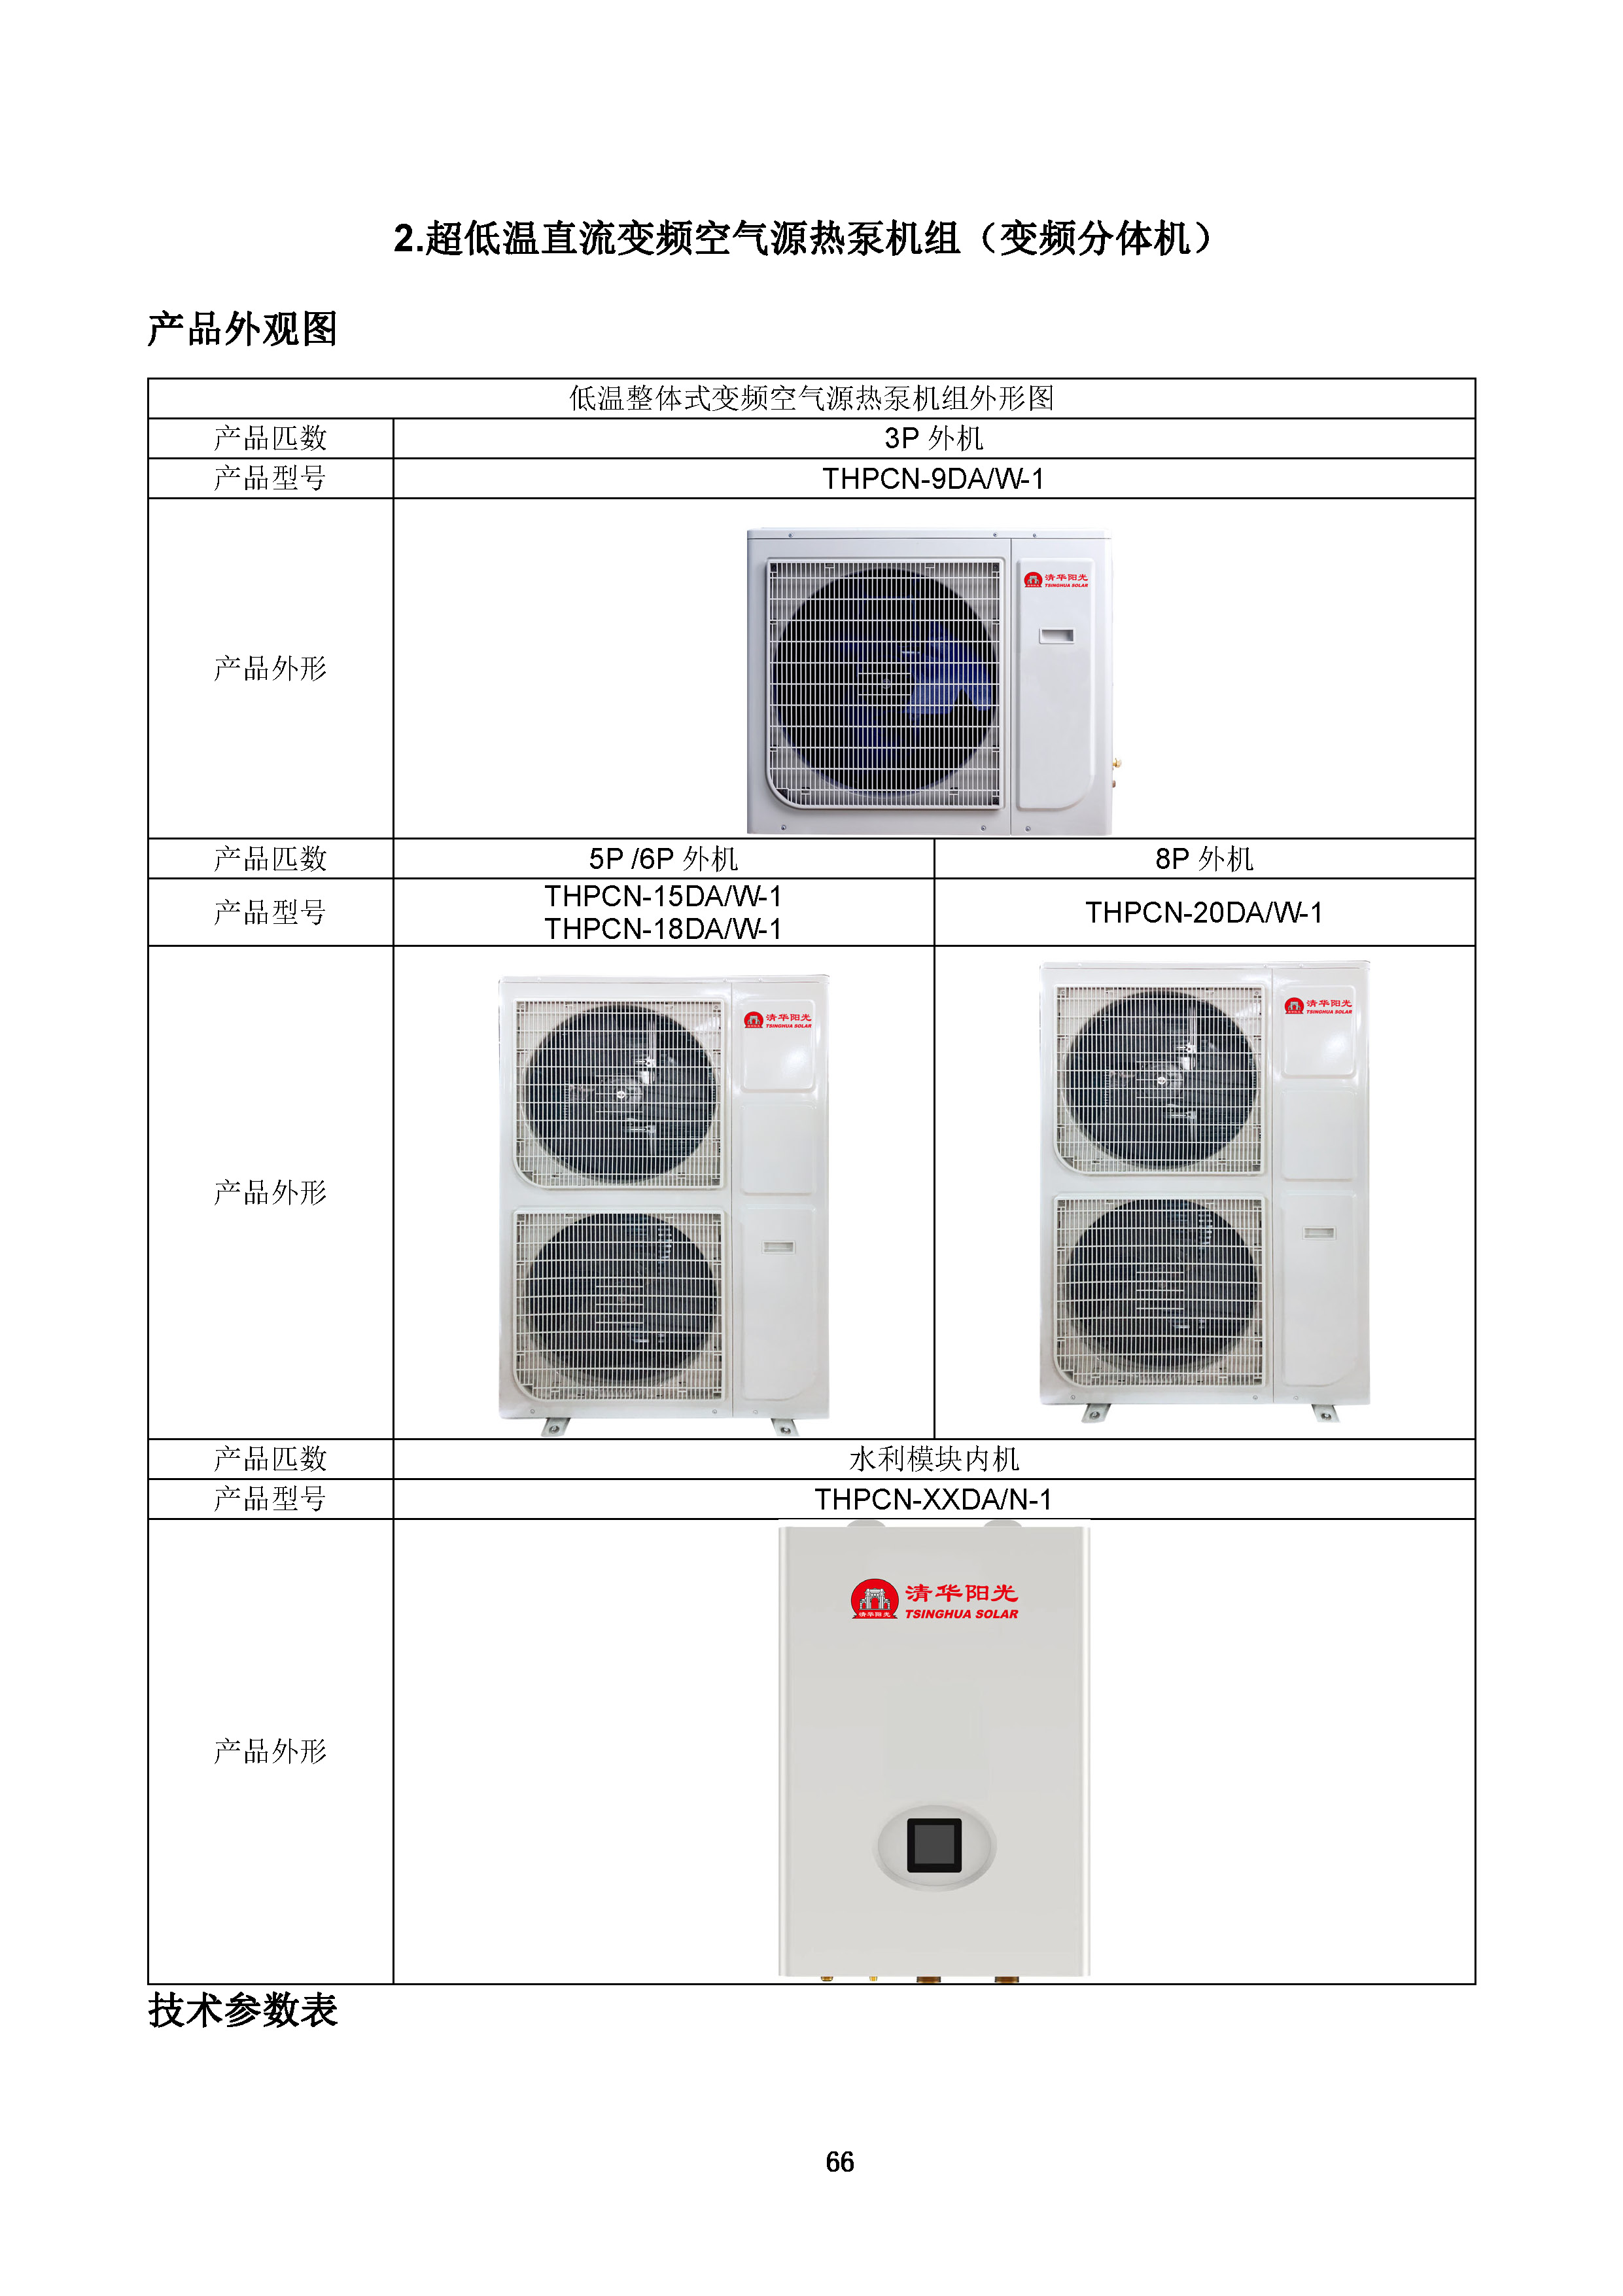 2.超低温直流变频空气源热泵机组（变频分体机）
产品外观图
低温整体式变频空气源热泵机组外形图
产品匹数 3P 外机
产品型号 THPCN-9DA/W-1
产品外形
清华阳光
TSINGHUA SOLAR
产品匹数 5P /6P 外机 8P 外机
产品型号 THPCN-15DA/W-1
THPCN-18DA/W-1
THPCN-20DA/W-1
产品外形
清华阳光
TSINGHUA SOLAR
清华阳光
TSINGHUA SOLAR
产品匹数 水利模块内机
产品型号 THPCN-XXDA/N-1
产品外形
清华阳光
TSINGHUA SOLAR
清华阳光
技术参数表
66